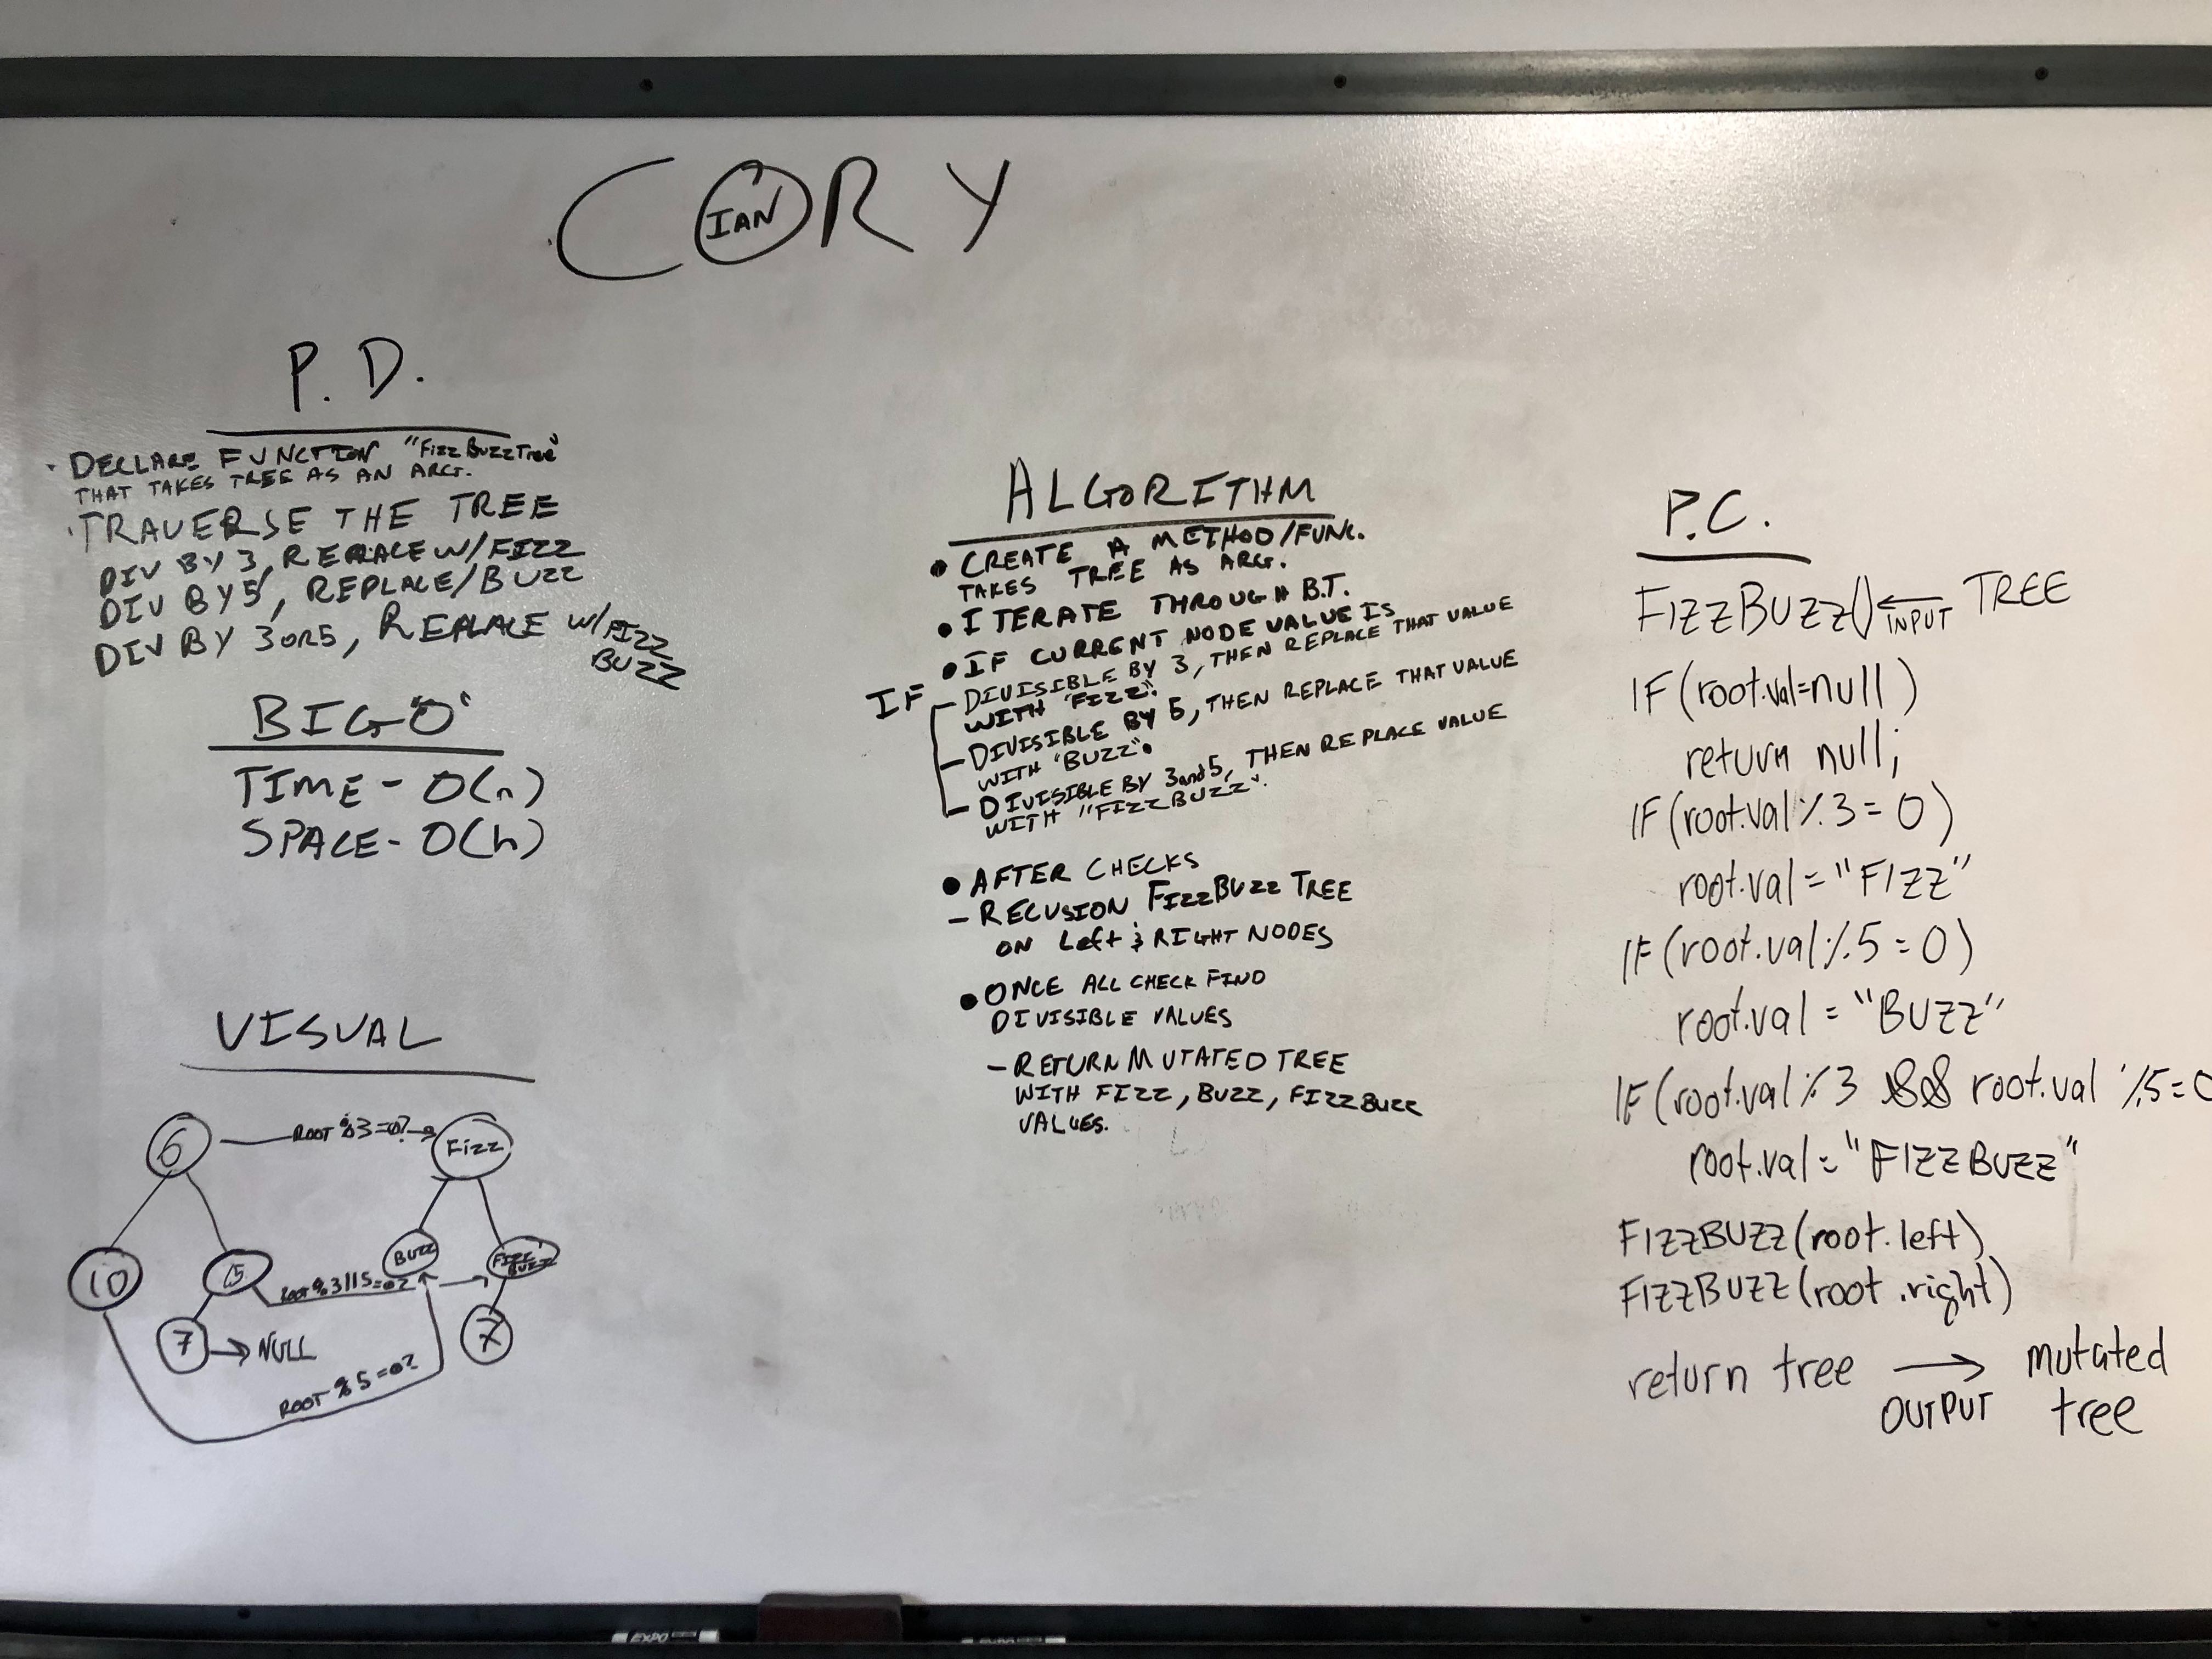 CORY
IAN
P. D.
· DECLARE FUNCTION "FizzBuzzTree"
THAT TAKES TREE AS AN ARG.
· TRAVERSE THE TREE
DIV BY 3, REPLACE W/FIZZ
DIV BY 5, REPLACE/BUZZ
DIV BY 3 OR 5, REPLACE W/FIZZ
BUZZ
BIG "O"
TIME - O(n)
SPACE - O(h)
VISUAL
6
ROOT %3=0?
Fizz
10
15
ROOT %3||5=0?
BUZZ
FIZZ
BUZZ
7
NULL
7
ROOT %5=0?
ALGORITHM
• CREATE A METHOD/FUNC.
TAKES TREE AS ARG.
• ITERATE THROUGH B.T.
• IF CURRENT NODE VALUE IS
IF
- DIVISIBLE BY 3, THEN REPLACE THAT VALUE
WITH "FIZZ".
- DIVISIBLE BY 5, THEN REPLACE THAT VALUE
WITH "BUZZ".
- DIVISIBLE BY 3 and 5, THEN REPLACE VALUE
WITH "FIZZBUZZ".
• AFTER CHECKS
- RECUSION FIZZBUZZ TREE
ON Left & RIGHT NODES
• ONCE ALL CHECK FIND
DIVISIBLE VALUES
- RETURN MUTATED TREE
WITH FIZZ, BUZZ, FIZZBUZZ
VALUES.
P.C.
FIZZBUZZ() ← INPUT TREE
IF (root.val=null)
return null;
IF (root.val % 3 = 0)
root.val = "FIZZ"
IF (root.val % 5 = 0)
root.val = "BUZZ"
IF (root.val % 3 && root.val % 5 = 0
root.val = "FIZZBUZZ"
FIZZBUZZ (root.left)
FIZZBUZZ (root.right)
return tree → OUTPUT mutated
tree
EXPO
EXPO